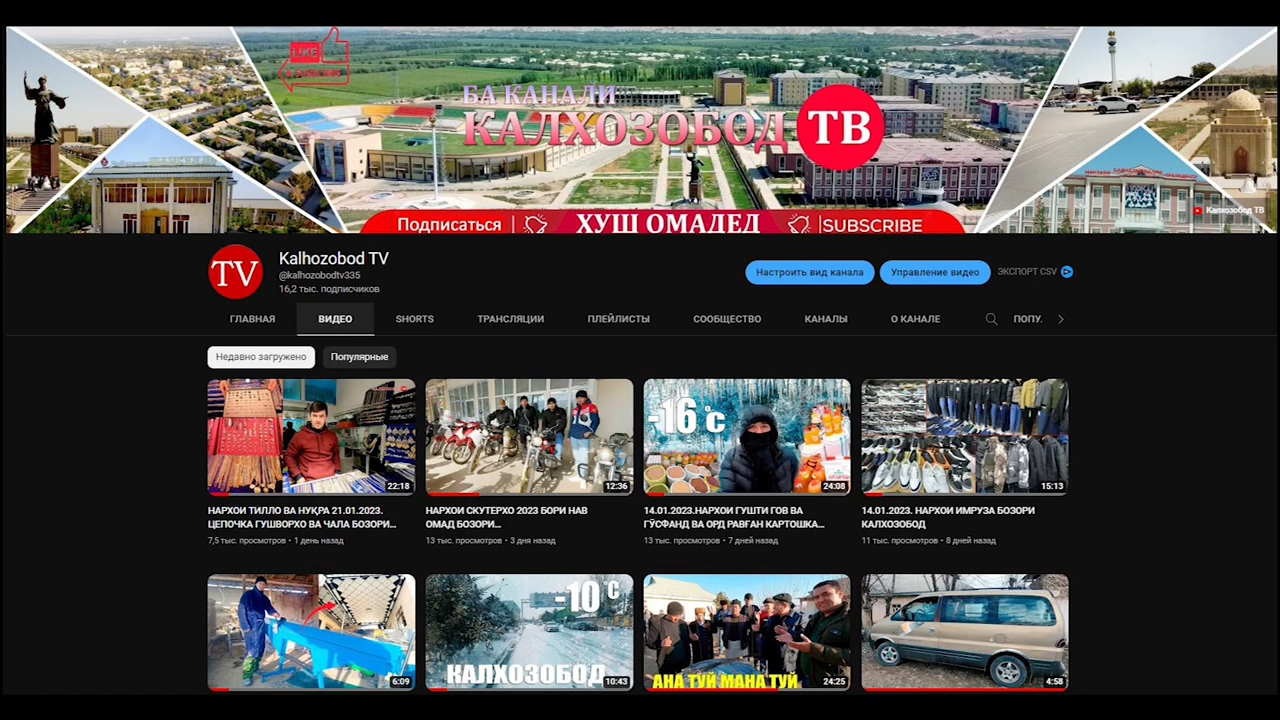 LIKE
БА КАНАЛИ
КАЛХОЗОБОД ТВ
Подписаться | ХУШ ОМАДЕД | SUBSCRIBE
Калхозобод ТВ
TV
Kalhozobod TV
@kalhozobodtv335
16,2 тыс. подписчиков
Настроить вид канала
Управление видео
ЭКСПОРТ CSV
ГЛАВНАЯ
ВИДЕО
SHORTS
ТРАНСЛЯЦИИ
ПЛЕЙЛИСТЫ
СООБЩЕСТВО
КАНАЛЫ
О КАНАЛЕ
ПОПУ.
Недавно загружено
Популярные
22:18
12:36
-16°c
24:08
15:13
НАРХОИ ТИЛЛО ВА НУҚРА 21.01.2023.
ЦЕПОЧКА ГУШВОРХО ВА ЧАЛА БОЗОРИ...
7,5 тыс. просмотров • 1 день назад
НАРХОИ СКУТЕРХО 2023 БОРИ НАВ
ОМАД БОЗОРИ...
13 тыс. просмотров • 3 дня назад
14.01.2023.НАРХОИ ГУШТИ ГОВ ВА
ГӮСФАНД ВА ОРД РАВҒАН КАРТОШКА...
13 тыс. просмотров • 7 дней назад
14.01.2023. НАРХОИ ИМРУЗА БОЗОРИ
КАЛХОЗОБОД
11 тыс. просмотров • 8 дней назад
6:09
-10°c
КАЛХОЗОБОД
10:43
АНА ТУЙ МАНА ТУЙ
24:25
4:58